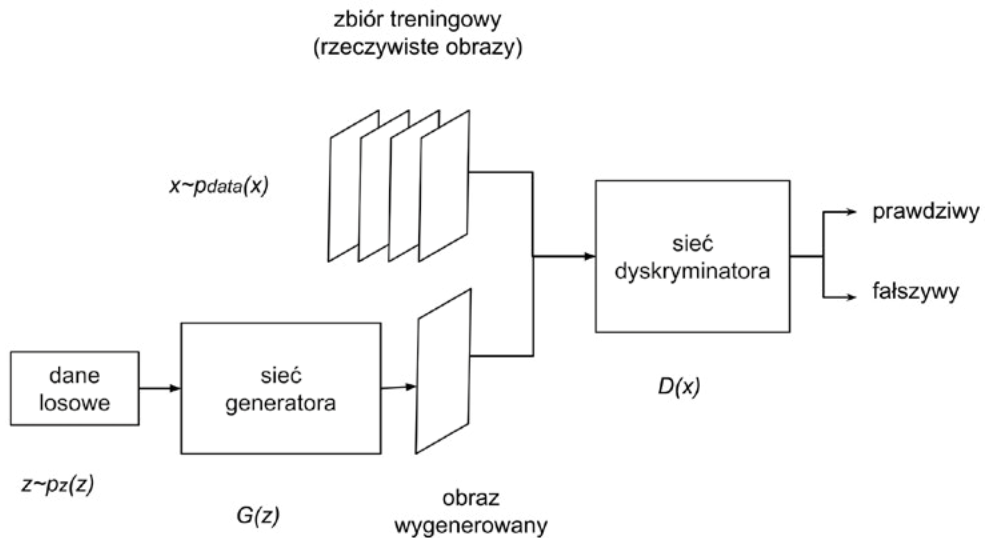 zbiór treningowy
(rzeczywiste obrazy)
x~pdata(x)
sieć
dyskryminatora
prawdziwy
fałszywy
D(x)
dane
losowe
sieć
generatora
z~pz(z)
G(z)
obraz
wygenerowany